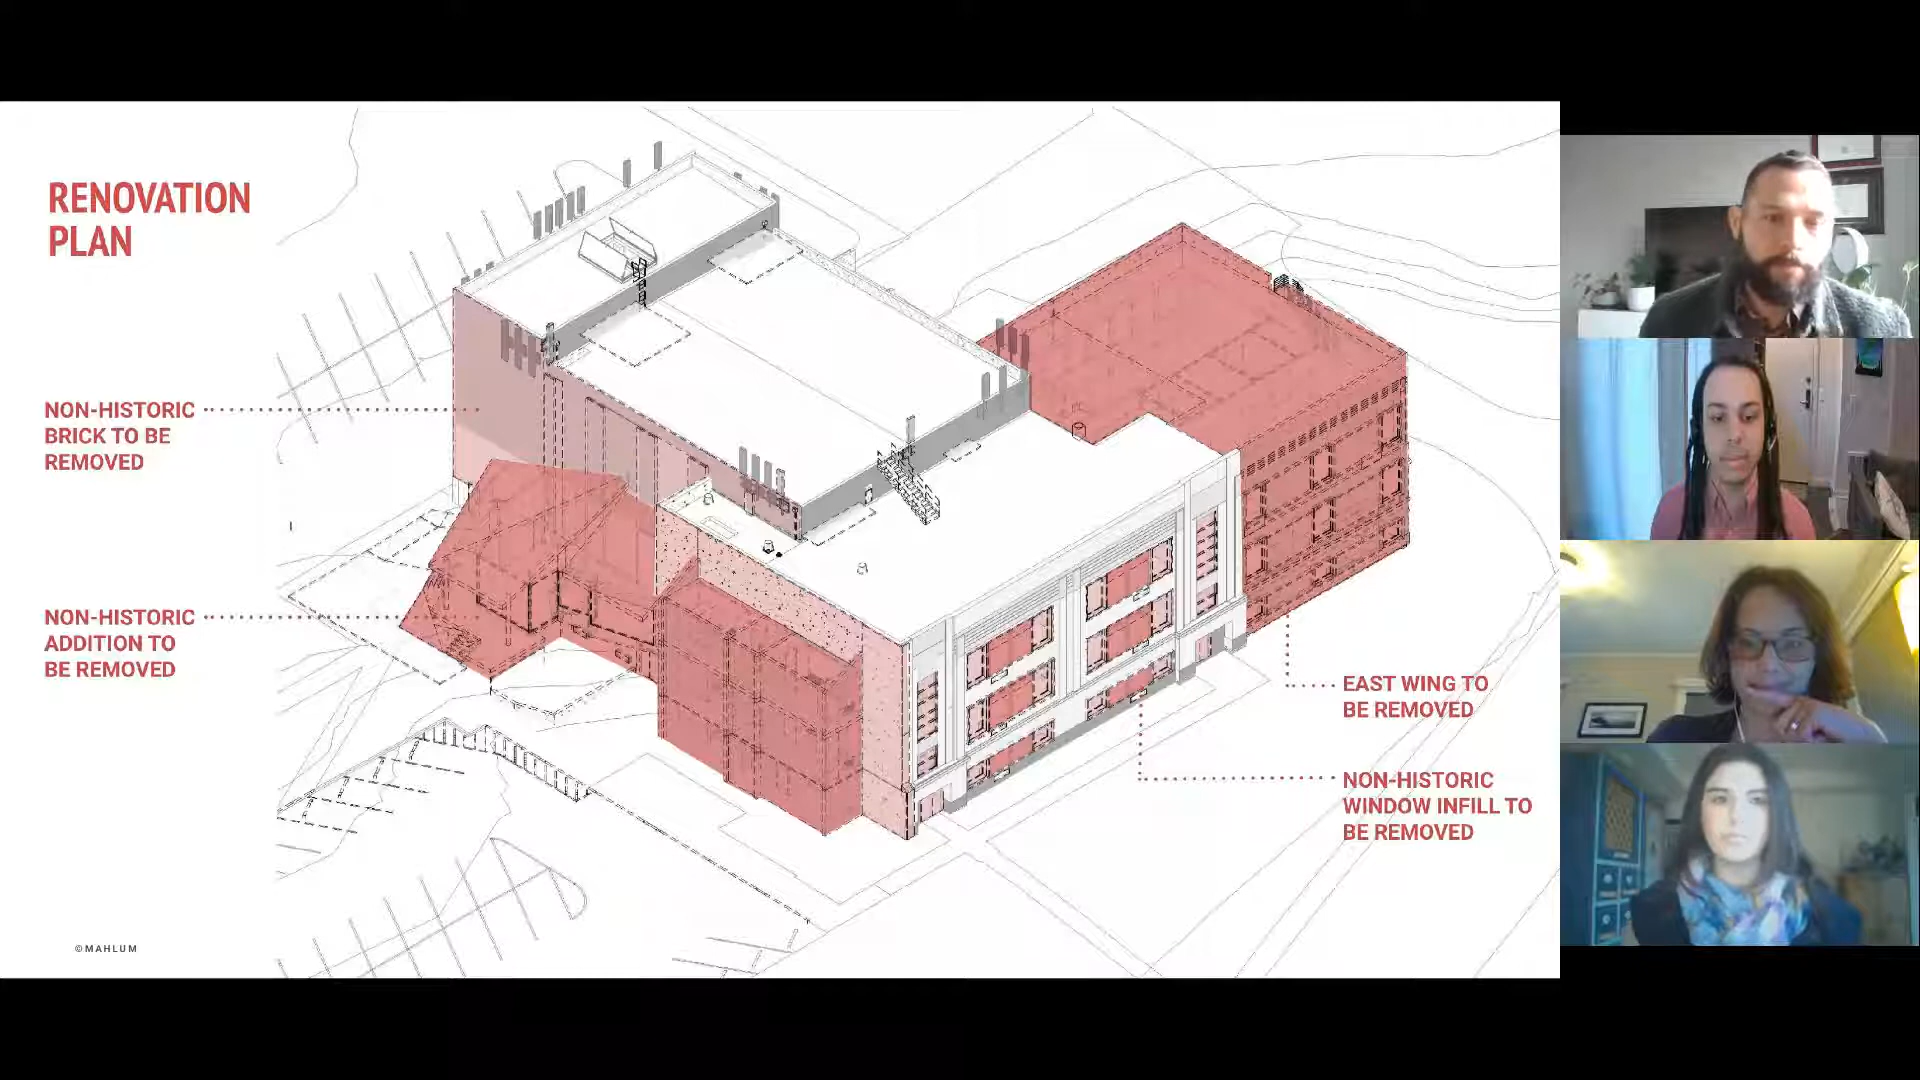 RENOVATION
PLAN
NON-HISTORIC
BRICK TO BE
REMOVED
NON-HISTORIC
ADDITION TO
BE REMOVED
EAST WING TO
BE REMOVED
NON-HISTORIC
WINDOW INFILL TO
BE REMOVED
©MAHLUM